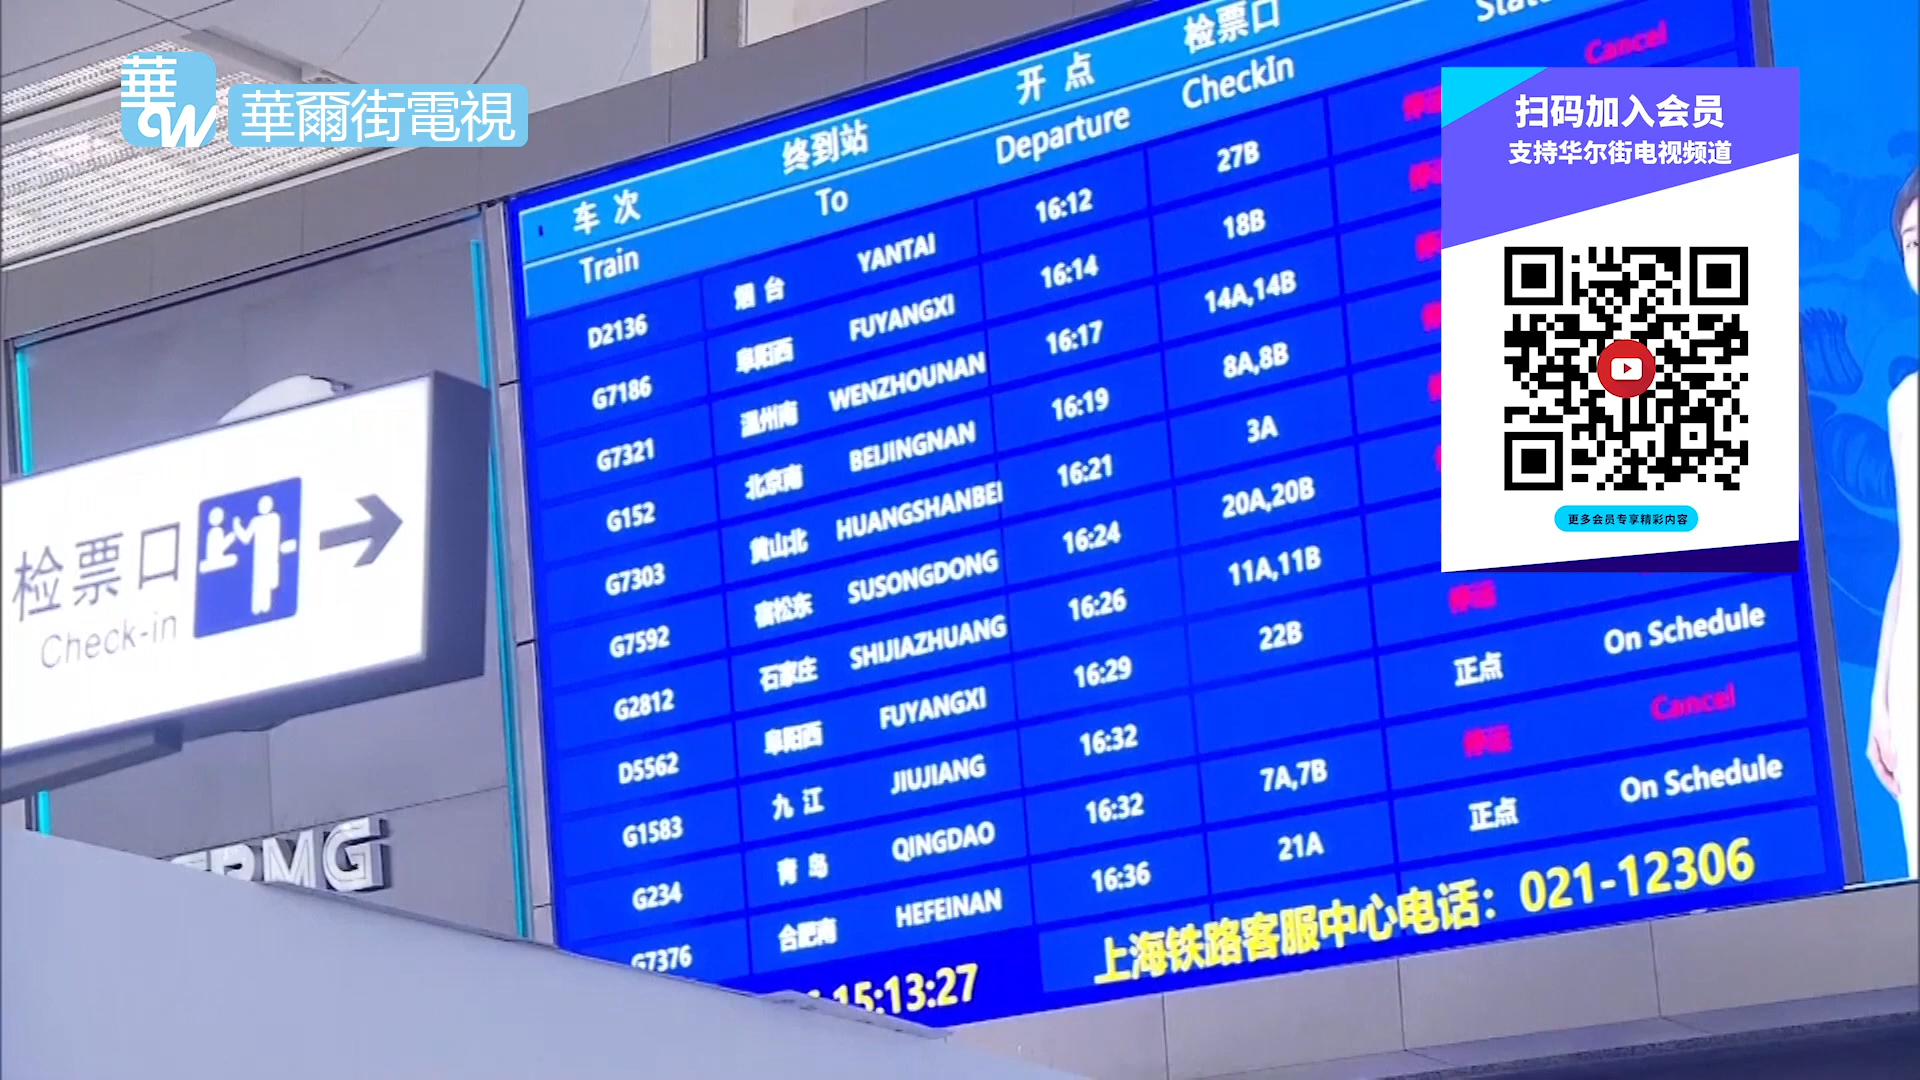 華
W
華爾街電視
扫码加入会员
支持华尔街电视频道
更多会员专享精彩内容
检票口
Check-in
车次 终到站 开点 检票口
Train To Departure CheckIn
Cancel
D2136 烟台 YANTAI 16:12 27B 停运
G7186 阜阳西 FUYANGXI 16:14 18B
G7321 温州南 WENZHOUNAN 16:17 14A,14B
G152 北京南 BEIJINGNAN 16:19 8A,8B
G7303 黄山北 HUANGSHANBEI 16:21 3A
G7592 宿松东 SUSONGDONG 16:24 20A,20B
G2812 石家庄 SHIJIAZHUANG 16:26 11A,11B 停运
D5562 阜阳西 FUYANGXI 16:29 22B 正点 On Schedule
G1583 九江 JIUJIANG 16:32 停运 Cancel
G234 青岛 QINGDAO 16:32 7A,7B 正点 On Schedule
G7376 合肥南 HEFEINAN 16:36 21A
15:13:27 上海铁路客服中心电话：021-12306